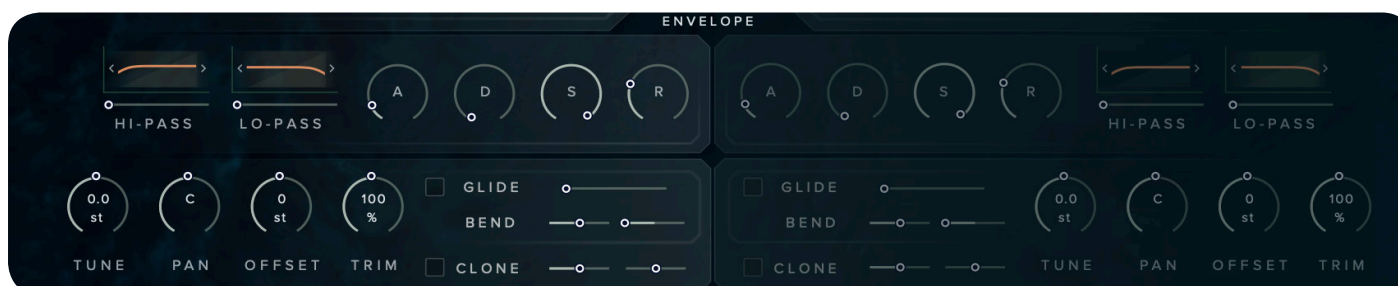 ENVELOPE
A D S R A D S R
HI-PASS LO-PASS HI-PASS LO-PASS
0.0 st C 0 st 100 % GLIDE GLIDE 0.0 st C 0 st 100 %
BEND BEND
TUNE PAN OFFSET TRIM CLONE CLONE TUNE PAN OFFSET TRIM